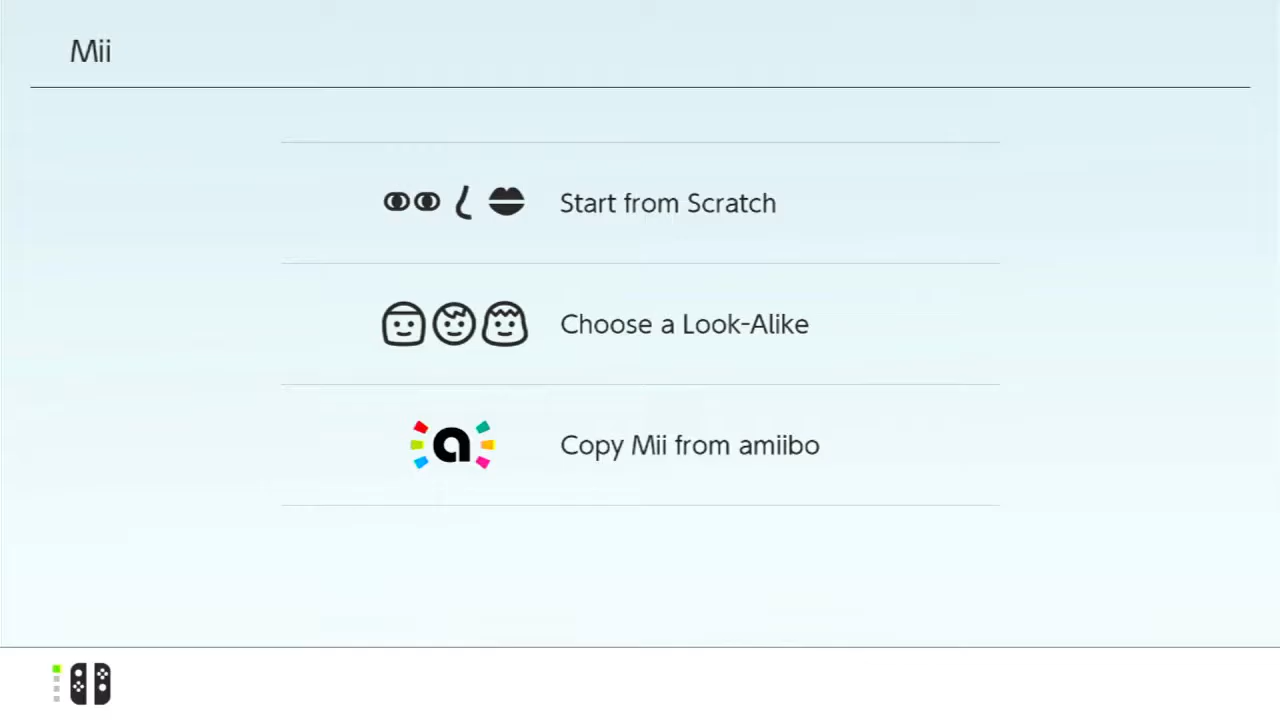 Mii
Start from Scratch
Choose a Look-Alike
Copy Mii from amiibo